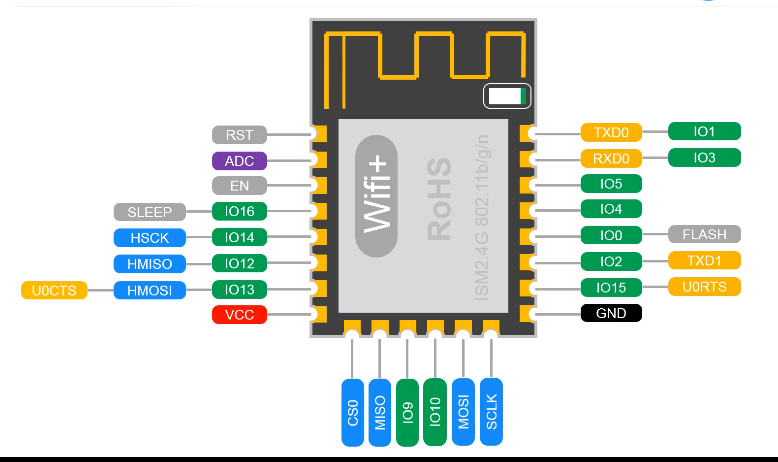 RST
ADC
EN
SLEEP IO16
HSCK IO14
HMISO IO12
U0CTS HMOSI IO13
VCC
Wifi+
RoHS
ISM2.4G 802.11b/g/n
TXD0 IO1
RXD0 IO3
IO5
IO4
IO0 FLASH
IO2 TXD1
IO15 U0RTS
GND
CS0
MISO
IO9
IO10
MOSI
SCLK